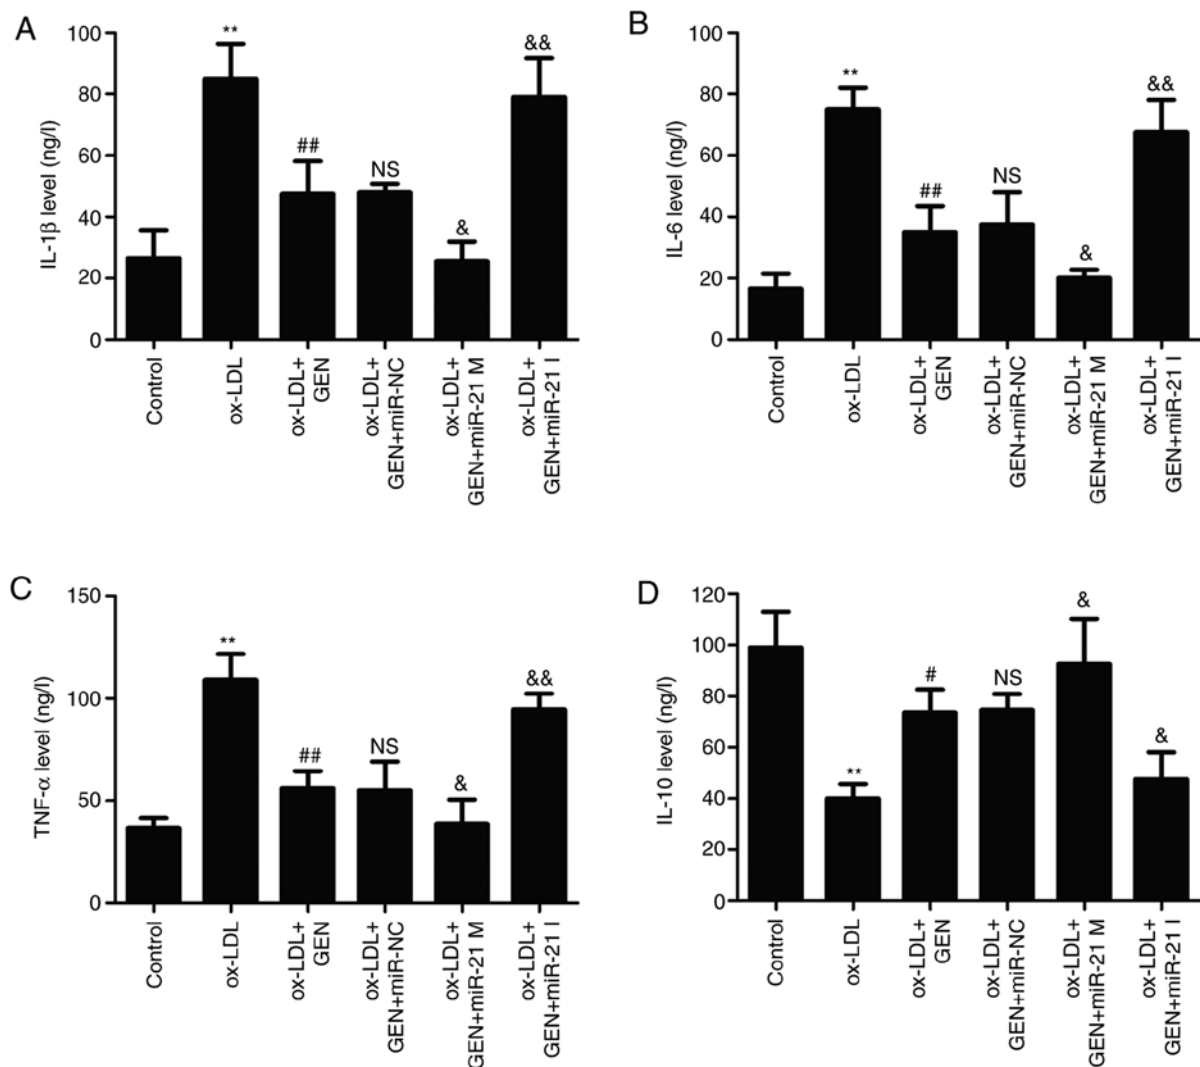 A
IL-1β level (ng/l)
100
80
60
40
20
0
**
##
NS
&
&&
Control
ox-LDL
ox-LDL+
GEN
ox-LDL+
GEN+miR-NC
ox-LDL+
GEN+miR-21 M
ox-LDL+
GEN+miR-21 I
B
IL-6 level (ng/l)
100
80
60
40
20
0
**
##
NS
&
&&
Control
ox-LDL
ox-LDL+
GEN
ox-LDL+
GEN+miR-NC
ox-LDL+
GEN+miR-21 M
ox-LDL+
GEN+miR-21 I
C
TNF-α level (ng/l)
150
100
50
0
**
##
NS
&
&&
Control
ox-LDL
ox-LDL+
GEN
ox-LDL+
GEN+miR-NC
ox-LDL+
GEN+miR-21 M
ox-LDL+
GEN+miR-21 I
D
IL-10 level (ng/l)
120
100
80
60
40
20
0
**
#
NS
&
&
Control
ox-LDL
ox-LDL+
GEN
ox-LDL+
GEN+miR-NC
ox-LDL+
GEN+miR-21 M
ox-LDL+
GEN+miR-21 I